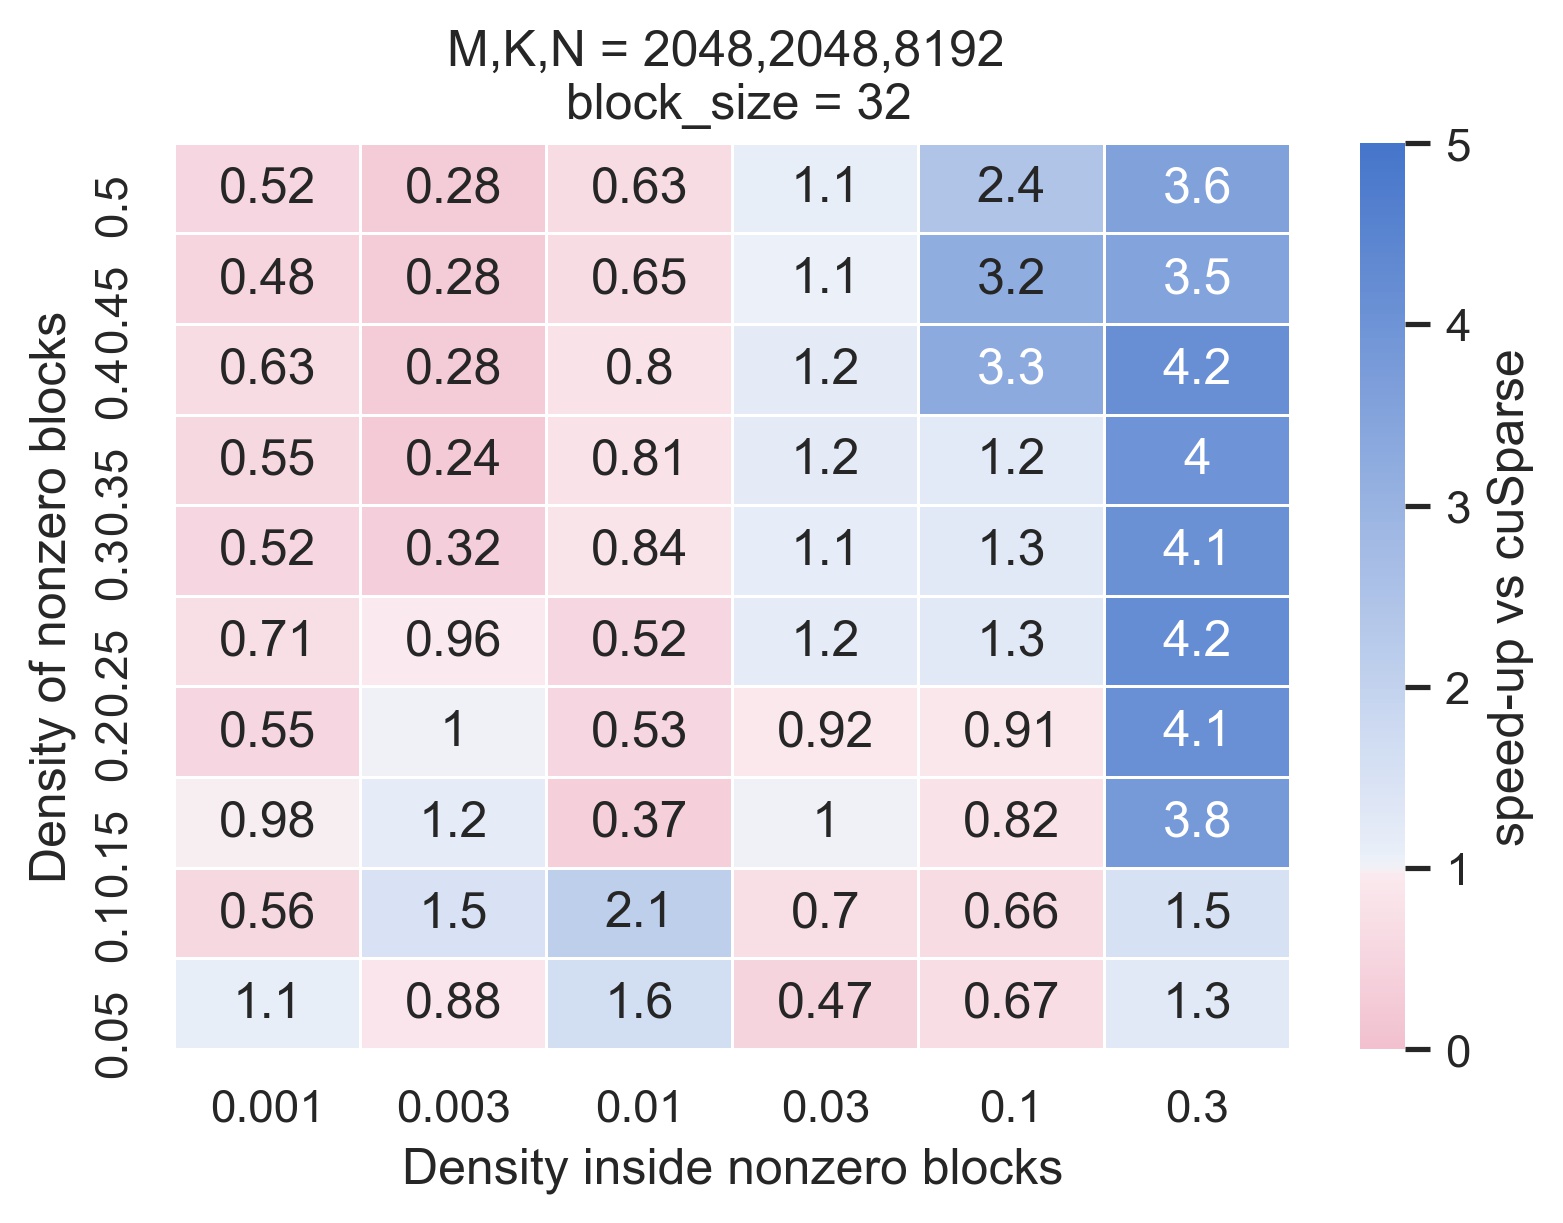 M,K,N = 2048,2048,8192
block_size = 32
Density of nonzero blocks
0.5 0.52 0.28 0.63 1.1 2.4 3.6
0.45 0.48 0.28 0.65 1.1 3.2 3.5
0.4 0.63 0.28 0.8 1.2 3.3 4.2
0.35 0.55 0.24 0.81 1.2 1.2 4
0.30 0.52 0.32 0.84 1.1 1.3 4.1
0.25 0.71 0.96 0.52 1.2 1.3 4.2
0.20 0.55 1 0.53 0.92 0.91 4.1
0.15 0.98 1.2 0.37 1 0.82 3.8
0.10 0.56 1.5 2.1 0.7 0.66 1.5
0.05 1.1 0.88 1.6 0.47 0.67 1.3
0.001 0.003 0.01 0.03 0.1 0.3
Density inside nonzero blocks
5
4
3
2
1
0
speed-up vs cuSparse